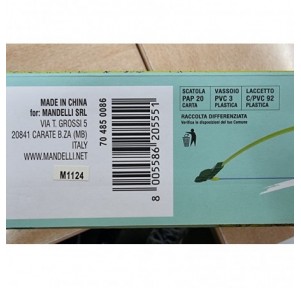 MADE IN CHINA
for: MANDELLI SRL
VIA T. GROSSI 5
20841 CARATE B.ZA (MB)
ITALY
WWW.MANDELLI.NET
M1124
70 485 0086
8 005586 205551
SCATOLA
PAP 20
CARTA
VASSOIO
PVC 3
PLASTICA
LACCETTO
C/PVC 92
PLASTICA
RACCOLTA DIFFERENZIATA
Verifica le disposizioni del tuo Comune